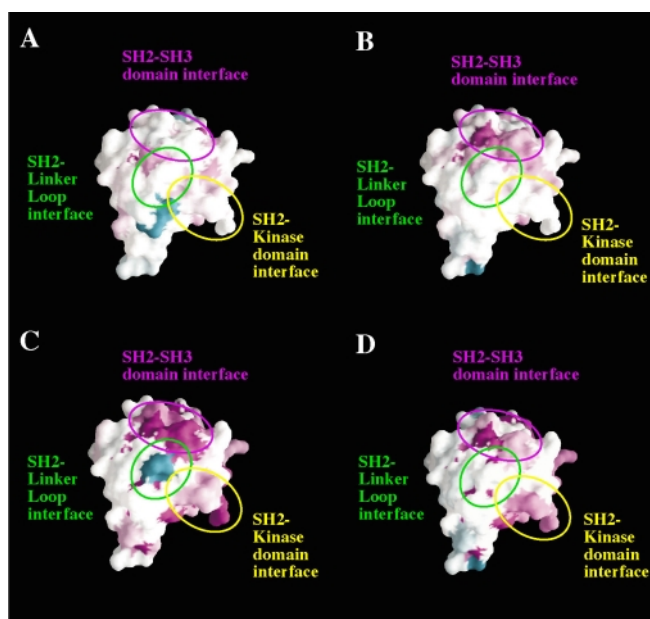 A
SH2-SH3
domain interface
SH2-
Linker
Loop
interface
SH2-
Kinase
domain
interface
B
SH2-SH3
domain interface
SH2-
Linker
Loop
interface
SH2-
Kinase
domain
interface
C
SH2-SH3
domain interface
SH2-
Linker
Loop
interface
SH2-
Kinase
domain
interface
D
SH2-SH3
domain interface
SH2-
Linker
Loop
interface
SH2-
Kinase
domain
interface